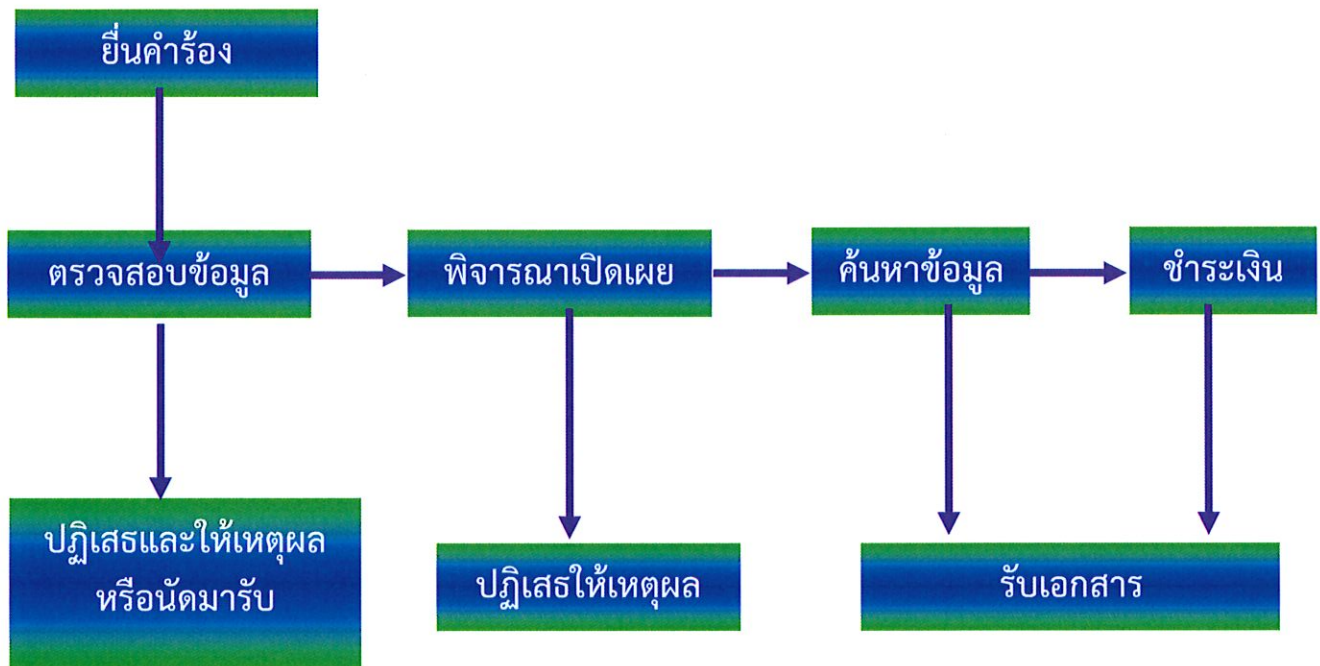 ยื่นคำร้อง
ตรวจสอบข้อมูล
พิจารณาเปิดเผย
ค้นหาข้อมูล
ชำระเงิน
ปฏิเสธและให้เหตุผล
หรือนัดมารับ
ปฏิเสธให้เหตุผล
รับเอกสาร